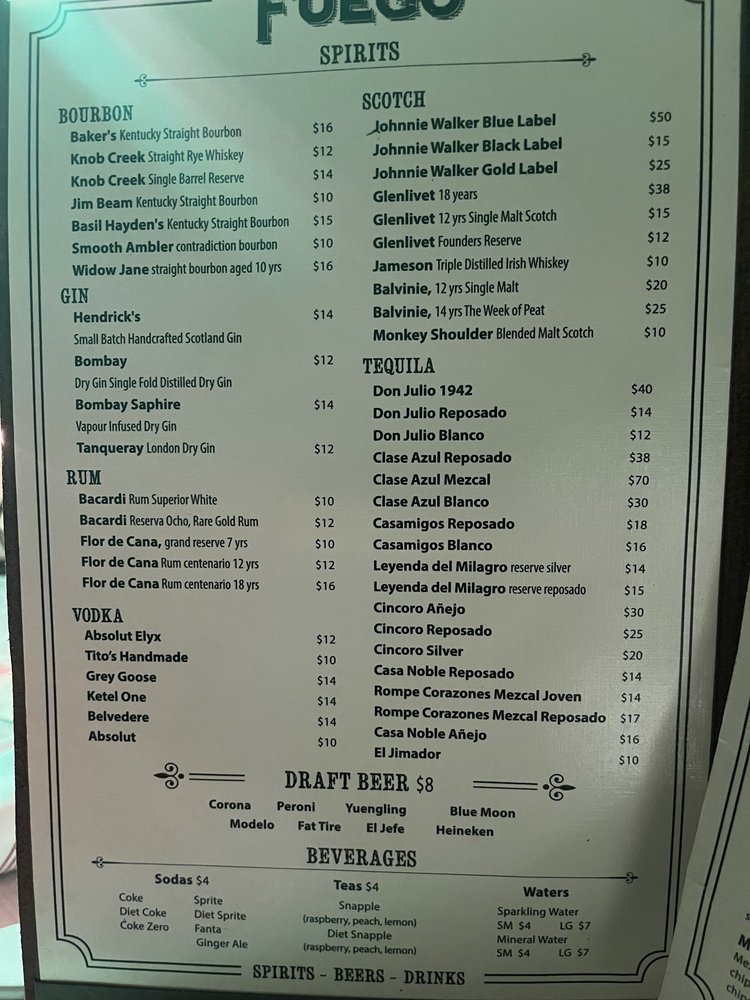 FUEGO
SPIRITS
BOURBON
Baker's Kentucky Straight Bourbon $16
Knob Creek Straight Rye Whiskey $12
Knob Creek Single Barrel Reserve $14
Jim Beam Kentucky Straight Bourbon $10
Basil Hayden's Kentucky Straight Bourbon $15
Smooth Ambler contradiction bourbon $10
Widow Jane straight bourbon aged 10 yrs $16
GIN
Hendrick's $14
Small Batch Handcrafted Scotland Gin
Bombay $12
Dry Gin Single Fold Distilled Dry Gin
Bombay Saphire $14
Vapour Infused Dry Gin
Tanqueray London Dry Gin $12
RUM
Bacardi Rum Superior White $10
Bacardi Reserva Ocho, Rare Gold Rum $12
Flor de Cana, grand reserve 7 yrs $10
Flor de Cana Rum centenario 12 yrs $12
Flor de Cana Rum centenario 18 yrs $16
VODKA
Absolut Elyx $12
Tito's Handmade $10
Grey Goose $14
Ketel One $14
Belvedere $14
Absolut $10
SCOTCH
Johnnie Walker Blue Label $50
Johnnie Walker Black Label $15
Johnnie Walker Gold Label $25
Glenlivet 18 years $38
Glenlivet 12 yrs Single Malt Scotch $15
Glenlivet Founders Reserve $12
Jameson Triple Distilled Irish Whiskey $10
Balvinie, 12 yrs Single Malt $20
Balvinie, 14 yrs The Week of Peat $25
Monkey Shoulder Blended Malt Scotch $10
TEQUILA
Don Julio 1942 $40
Don Julio Reposado $14
Don Julio Blanco $12
Clase Azul Reposado $38
Clase Azul Mezcal $70
Clase Azul Blanco $30
Casamigos Reposado $18
Casamigos Blanco $16
Leyenda del Milagro reserve silver $14
Leyenda del Milagro reserve reposado $15
Cincoro Añejo $30
Cincoro Reposado $25
Cincoro Silver $20
Casa Noble Reposado $14
Rompe Corazones Mezcal Joven $14
Rompe Corazones Mezcal Reposado $17
Casa Noble Añejo $16
El Jimador $10
DRAFT BEER $8
Corona Peroni Yuengling Blue Moon
Modelo Fat Tire El Jefe Heineken
BEVERAGES
Sodas $4
Coke Sprite
Diet Coke Diet Sprite
Coke Zero Fanta
Ginger Ale
Teas $4
Snapple
(raspberry, peach, lemon)
Diet Snapple
(raspberry, peach, lemon)
Waters
Sparkling Water
SM $4 LG $7
Mineral Water
SM $4 LG $7
SPIRITS - BEERS - DRINKS